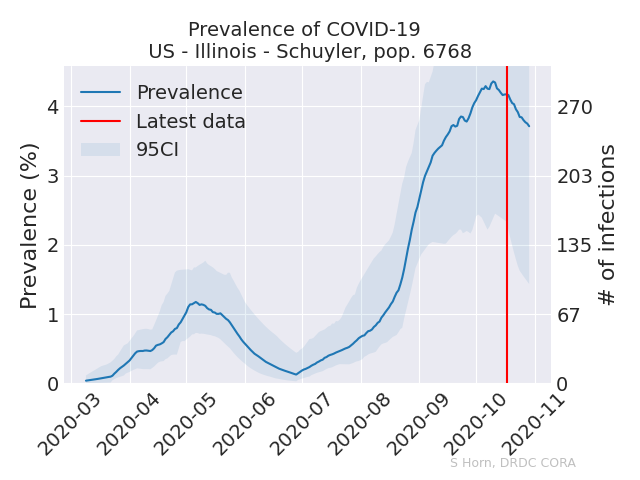 Prevalence of COVID-19
US - Illinois - Schuyler, pop. 6768
Prevalence
Latest data
95CI
Prevalence (%)
4
3
2
1
0
270
203
135
67
0
# of infections
2020-03
2020-04
2020-05
2020-06
2020-07
2020-08
2020-09
2020-10
2020-11
S Horn, DRDC CORA